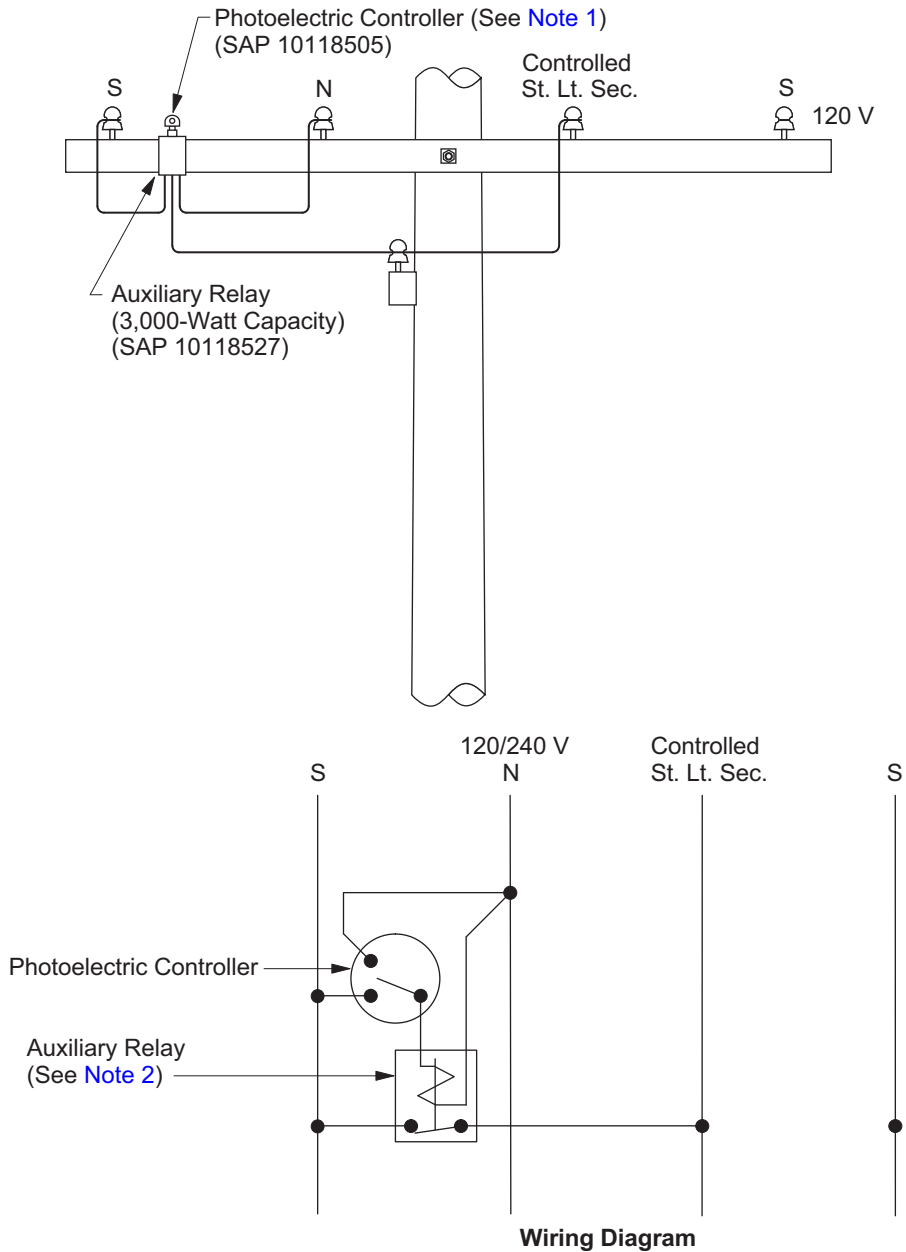 Photoelectric Controller (See Note 1)
(SAP 10118505)
S
N
Controlled
St. Lt. Sec.
S
120 V
Auxiliary Relay
(3,000-Watt Capacity)
(SAP 10118527)
120/240 V
S
N
Controlled
St. Lt. Sec.
S
Photoelectric Controller
Auxiliary Relay
(See Note 2)
Wiring Diagram